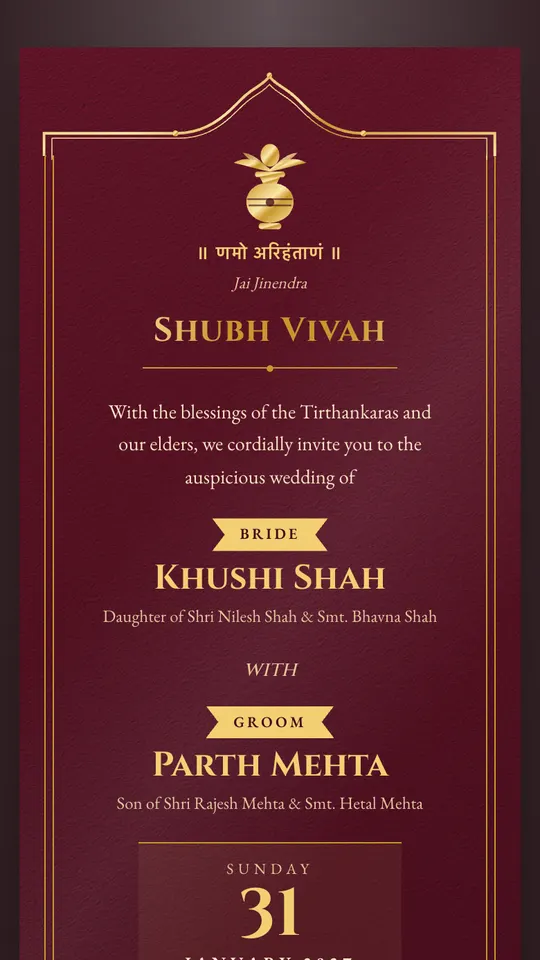 ॥ णमो अरिहंताणं ॥
Jai Jinendra
Shubh Vivah
With the blessings of the Tirthankaras and
our elders, we cordially invite you to the
auspicious wedding of
BRIDE
Khushi Shah
Daughter of Shri Nilesh Shah & Smt. Bhavna Shah
WITH
GROOM
Parth Mehta
Son of Shri Rajesh Mehta & Smt. Hetal Mehta
SUNDAY
31